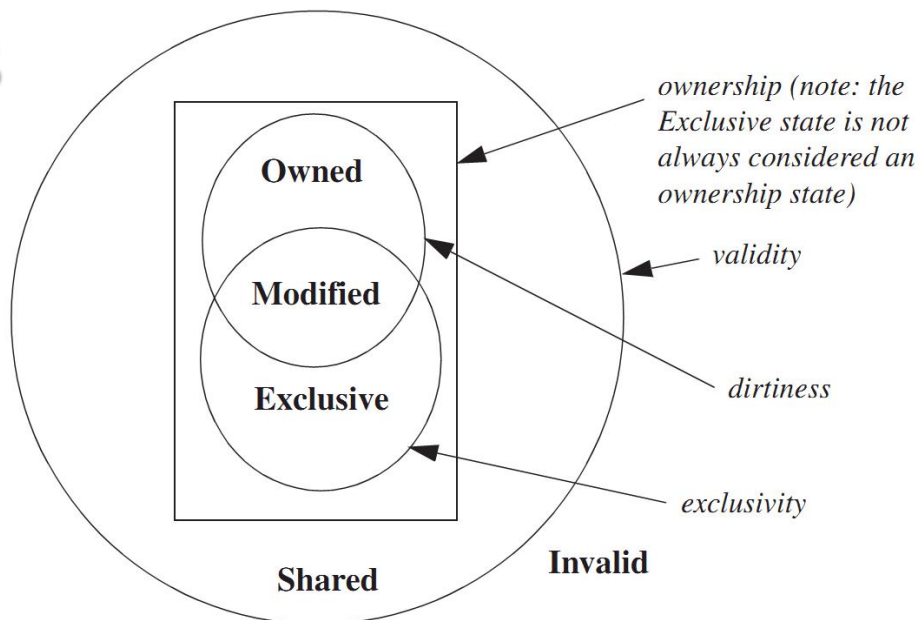 ownership (note: the
Exclusive state is not
always considered an
ownership state)
Owned
validity
Modified
dirtiness
Exclusive
exclusivity
Invalid
Shared